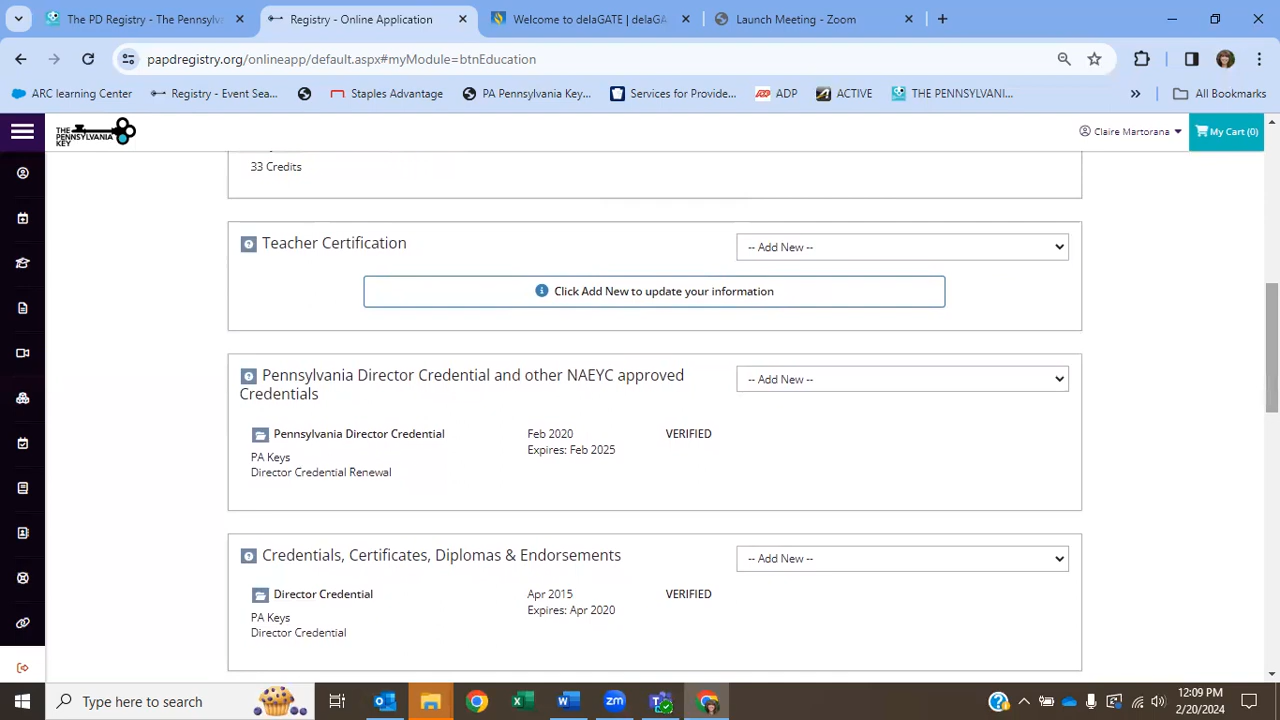 The PD Registry - The Pennsylva
Registry - Online Application
Welcome to delaGATE | delaGA
Launch Meeting - Zoom
papdregistry.org/onlineapp/default.aspx#myModule=btnEducation
ARC learning Center
Registry - Event Sea...
Staples Application
PA Pennsylvania Key...
Services for Provide...
ADP
ADP
ACTIVE
THE PENNSYLVANI...
All Bookmarks
THE
PENNSYLVANIA
KEY
Claire Martorana
My Cart (0)
33 Credits
Teacher Certification
-- Add New --
Click Add New to update your information
Pennsylvania Director Credential and other NAEYC approved
Credentials
-- Add New --
Pennsylvania Director Credential
Feb 2020
VERIFIED
Expires: Feb 2025
PA Keys
Director Credential Renewal
Credentials, Certificates, Diplomas & Endorsements
-- Add New --
Director Credential
Apr 2015
VERIFIED
Expires: Apr 2020
PA Keys
Director Credential
Type here to search
12:09 PM
2/20/2024